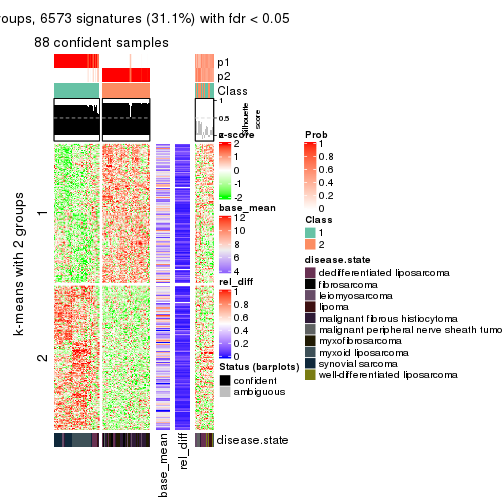 oups, 6573 signatures (31.1%) with fdr < 0.05
88 confident samples
p1
p2
Class
1
0.5
0
Silhouette
score
z-score
2
1
0
-1
-2
base_mean
12
10
8
6
4
rel_diff
1
0.8
0.6
0.4
0.2
0
Status (barplots)
confident
ambiguous
Prob
1
0.8
0.6
0.4
0.2
0
Class
1
2
disease.state
dedifferentiated liposarcoma
fibrosarcoma
leiomyosarcoma
lipoma
malignant fibrous histiocytoma
malignant peripheral nerve sheath tumo
myxofibrosarcoma
myxoid liposarcoma
synovial sarcoma
well-differentiated liposarcoma
k-means with 2 groups
1
2
disease.state
base_mean
rel_diff